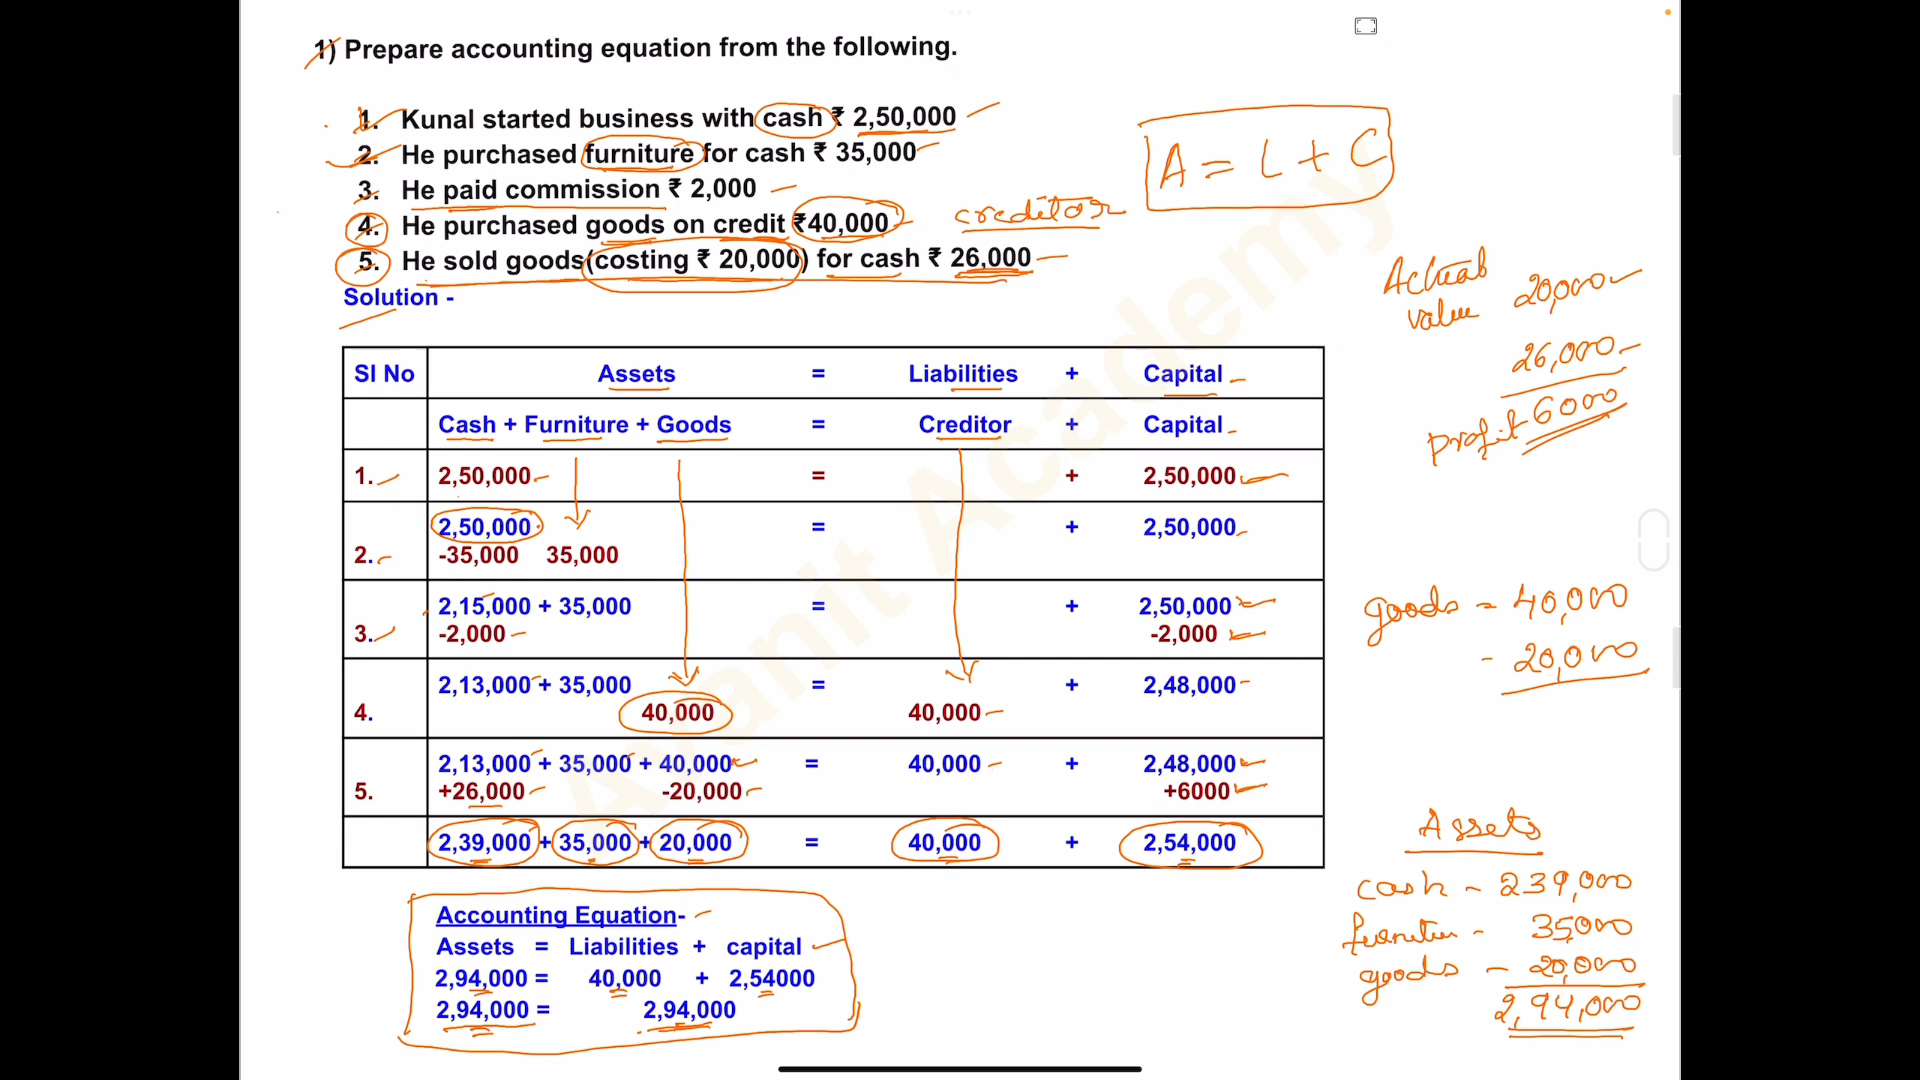 1) Prepare accounting equation from the following.
1. Kunal started business with cash ₹ 2,50,000
2. He purchased furniture for cash ₹ 35,000
3. He paid commission ₹ 2,000
4. He purchased goods on credit ₹40,000
creditor
5. He sold goods(costing ₹ 20,000) for cash ₹ 26,000
A = L + C
Solution -
Actual value 20,000
26,000
profit 6000
Sl No Assets = Liabilities + Capital
Cash + Furniture + Goods = Creditor + Capital
1. 2,50,000 = + 2,50,000
2,50,000 = + 2,50,000
2. -35,000 35,000
2,15,000 + 35,000 = + 2,50,000
3. -2,000 -2,000
2,13,000 + 35,000 = + 2,48,000
4. 40,000 40,000
2,13,000 + 35,000 + 40,000 = 40,000 + 2,48,000
5. +26,000 -20,000 +6000
2,39,000 + 35,000 + 20,000 = 40,000 + 2,54,000
goods - 40,000
- 20,000
Accounting Equation-
Assets = Liabilities + capital
2,94,000 = 40,000 + 2,54000
2,94,000 = 2,94,000
Assets
cash - 239,000
furniture - 35,000
goods - 20,000
2,94,000
Avanit Academy